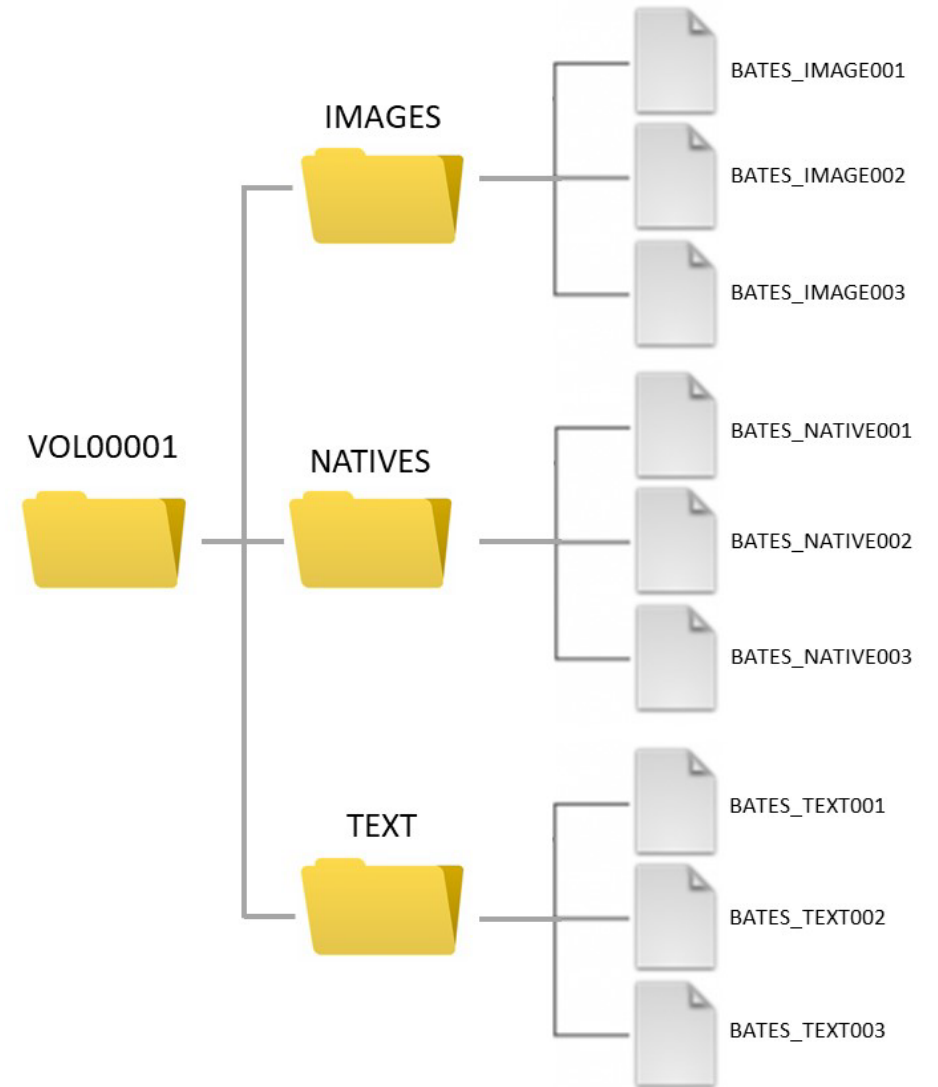 VOL00001
IMAGES
BATES_IMAGE001
BATES_IMAGE002
BATES_IMAGE003
NATIVES
BATES_NATIVE001
BATES_NATIVE002
BATES_NATIVE003
TEXT
BATES_TEXT001
BATES_TEXT002
BATES_TEXT003